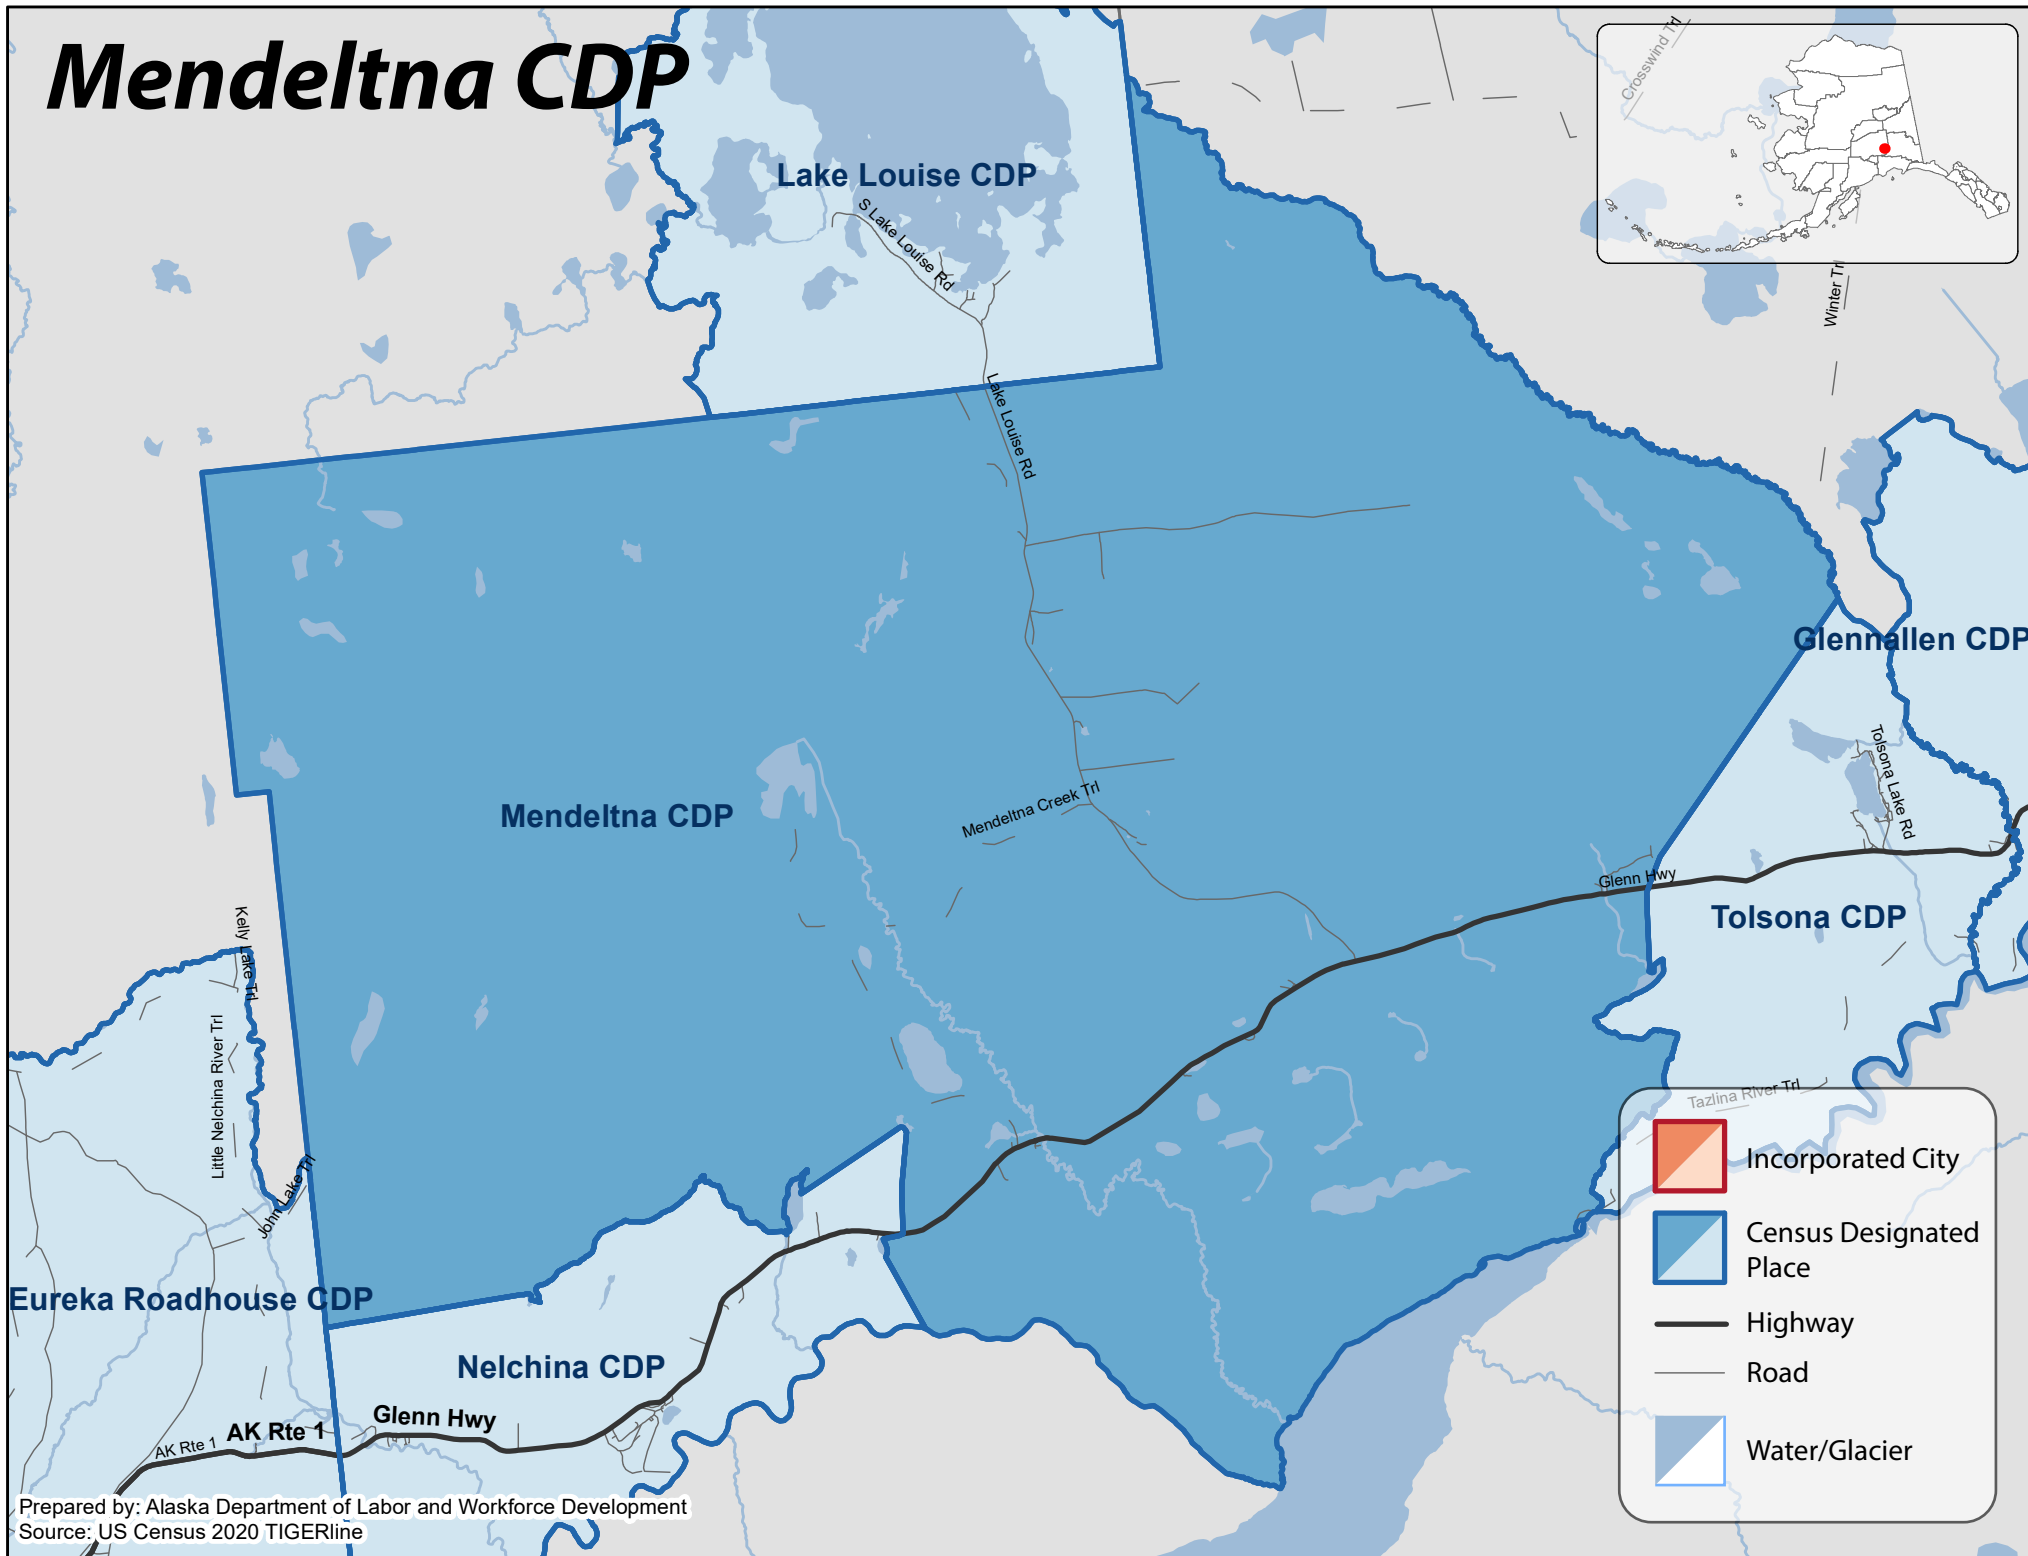 Mendeltna CDP
Crosswind Trl
Lake Louise CDP
S Lake Louise Rd
Winter Trl
Lake Louise Rd
Glennallen CDP
Tolsona Lake Rd
Mendeltna CDP
Mendeltna Creek Trl
Glenn Hwy
Tolsona CDP
Kelly Lake Trl
Little Nelchina River Trl
John Lake Trl
Tazlina River Trl
Eureka Roadhouse CDP
Nelchina CDP
Glenn Hwy
AK Rte 1
AK Rte 1
Incorporated City
Census Designated
Place
Highway
Road
Water/Glacier
Prepared by: Alaska Department of Labor and Workforce Development
Source: US Census 2020 TIGERline